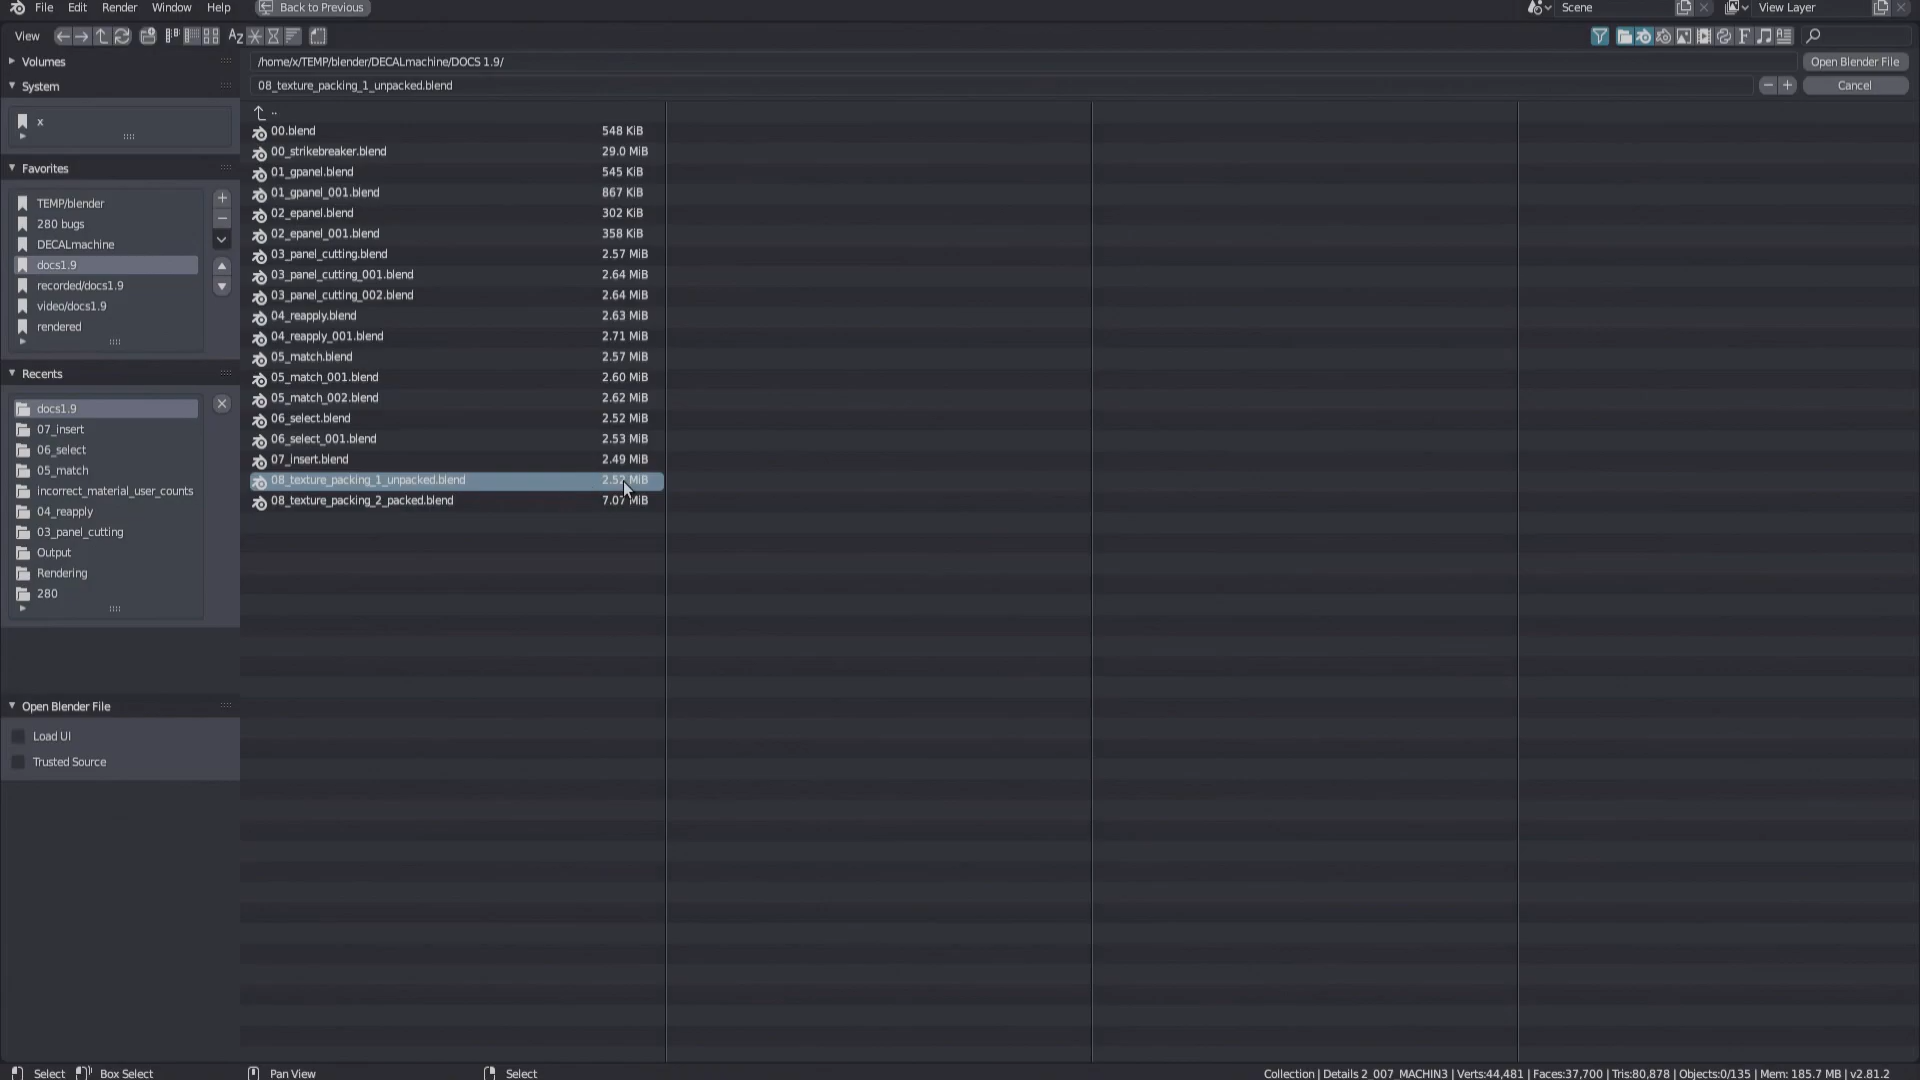 File Edit Render Window Help Back to Previous Scene View Layer
View
Volumes
System
x
Favorites
TEMP/blender
280 bugs
DECALmachine
docs1.9
recorded/docs1.9
video/docs1.9
rendered
Recents
docs1.9
07_insert
06_select
05_match
incorrect_material_user_counts
04_reapply
03_panel_cutting
Output
Rendering
280
Open Blender File
Load UI
Trusted Source
/home/x/TEMP/blender/DECALmachine/DOCS 1.9/ Open Blender File
08_texture_packing_1_unpacked.blend Cancel
..
00.blend 548 KiB
00_strikebreaker.blend 29.0 MiB
01_gpanel.blend 545 KiB
01_gpanel_001.blend 867 KiB
02_epanel.blend 302 KiB
02_epanel_001.blend 358 KiB
03_panel_cutting.blend 2.57 MiB
03_panel_cutting_001.blend 2.64 MiB
03_panel_cutting_002.blend 2.64 MiB
04_reapply.blend 2.63 MiB
04_reapply_001.blend 2.71 MiB
05_match.blend 2.57 MiB
05_match_001.blend 2.60 MiB
05_match_002.blend 2.62 MiB
06_select.blend 2.52 MiB
06_select_001.blend 2.53 MiB
07_insert.blend 2.49 MiB
08_texture_packing_1_unpacked.blend 2.52 MiB
08_texture_packing_2_packed.blend 7.07 MiB
Select Box Select Pan View Select Collection | Details 2_007_MACHIN3 | Verts:44,481 | Faces:37,700 | Tris:80,878 | Objects:0/135 | Mem: 185.7 MB | v2.81.2